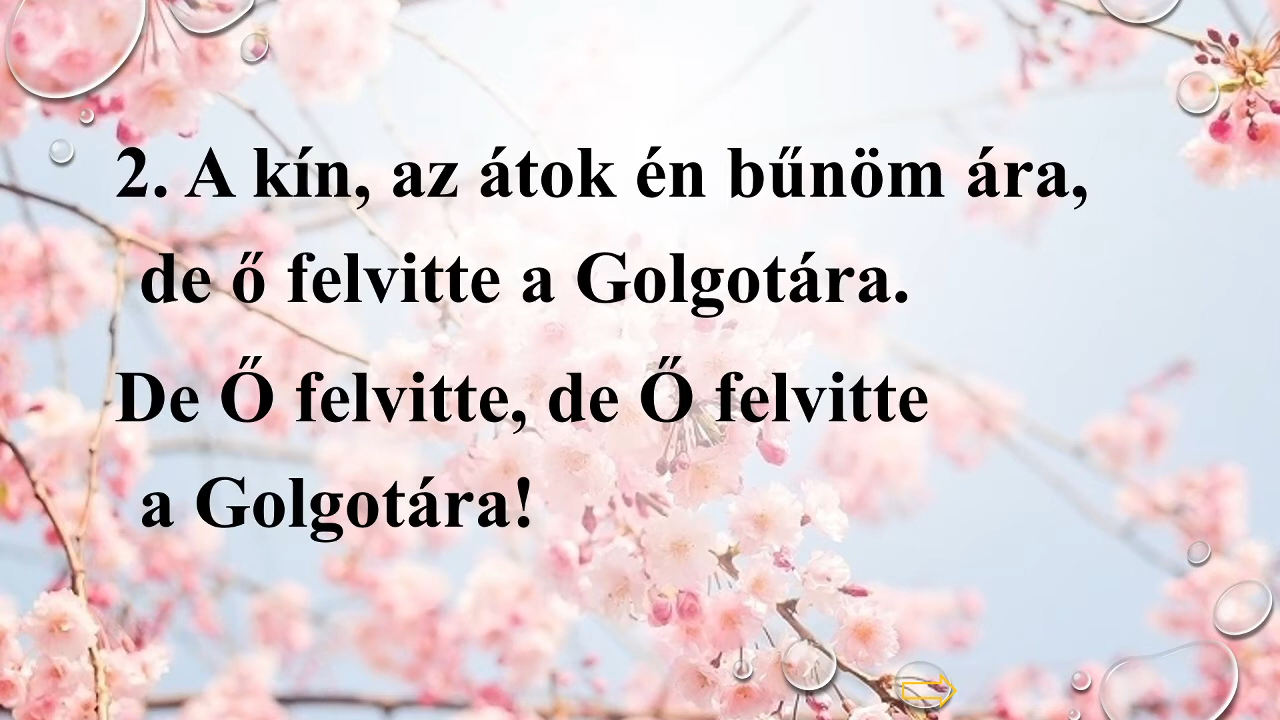 2. A kín, az átok én bűnöm ára,
de ő felvitte a Golgotára.
De Ő felvitte, de Ő felvitte
a Golgotára!